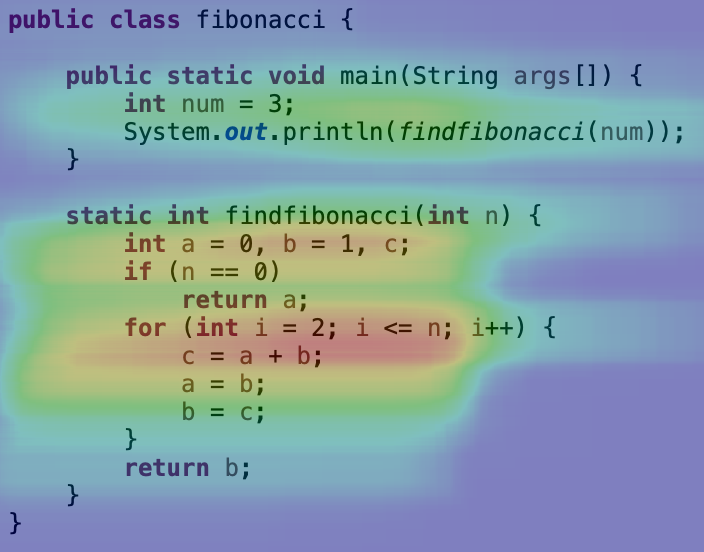 public class fibonacci {
public static void main(String args[]) {
int num = 3;
System.out.println(findfibonacci(num));
}
static int findfibonacci(int n) {
int a = 0, b = 1, c;
if (n == 0)
return a;
for (int i = 2; i <= n; i++) {
c = a + b;
a = b;
b = c;
}
return b;
}
}